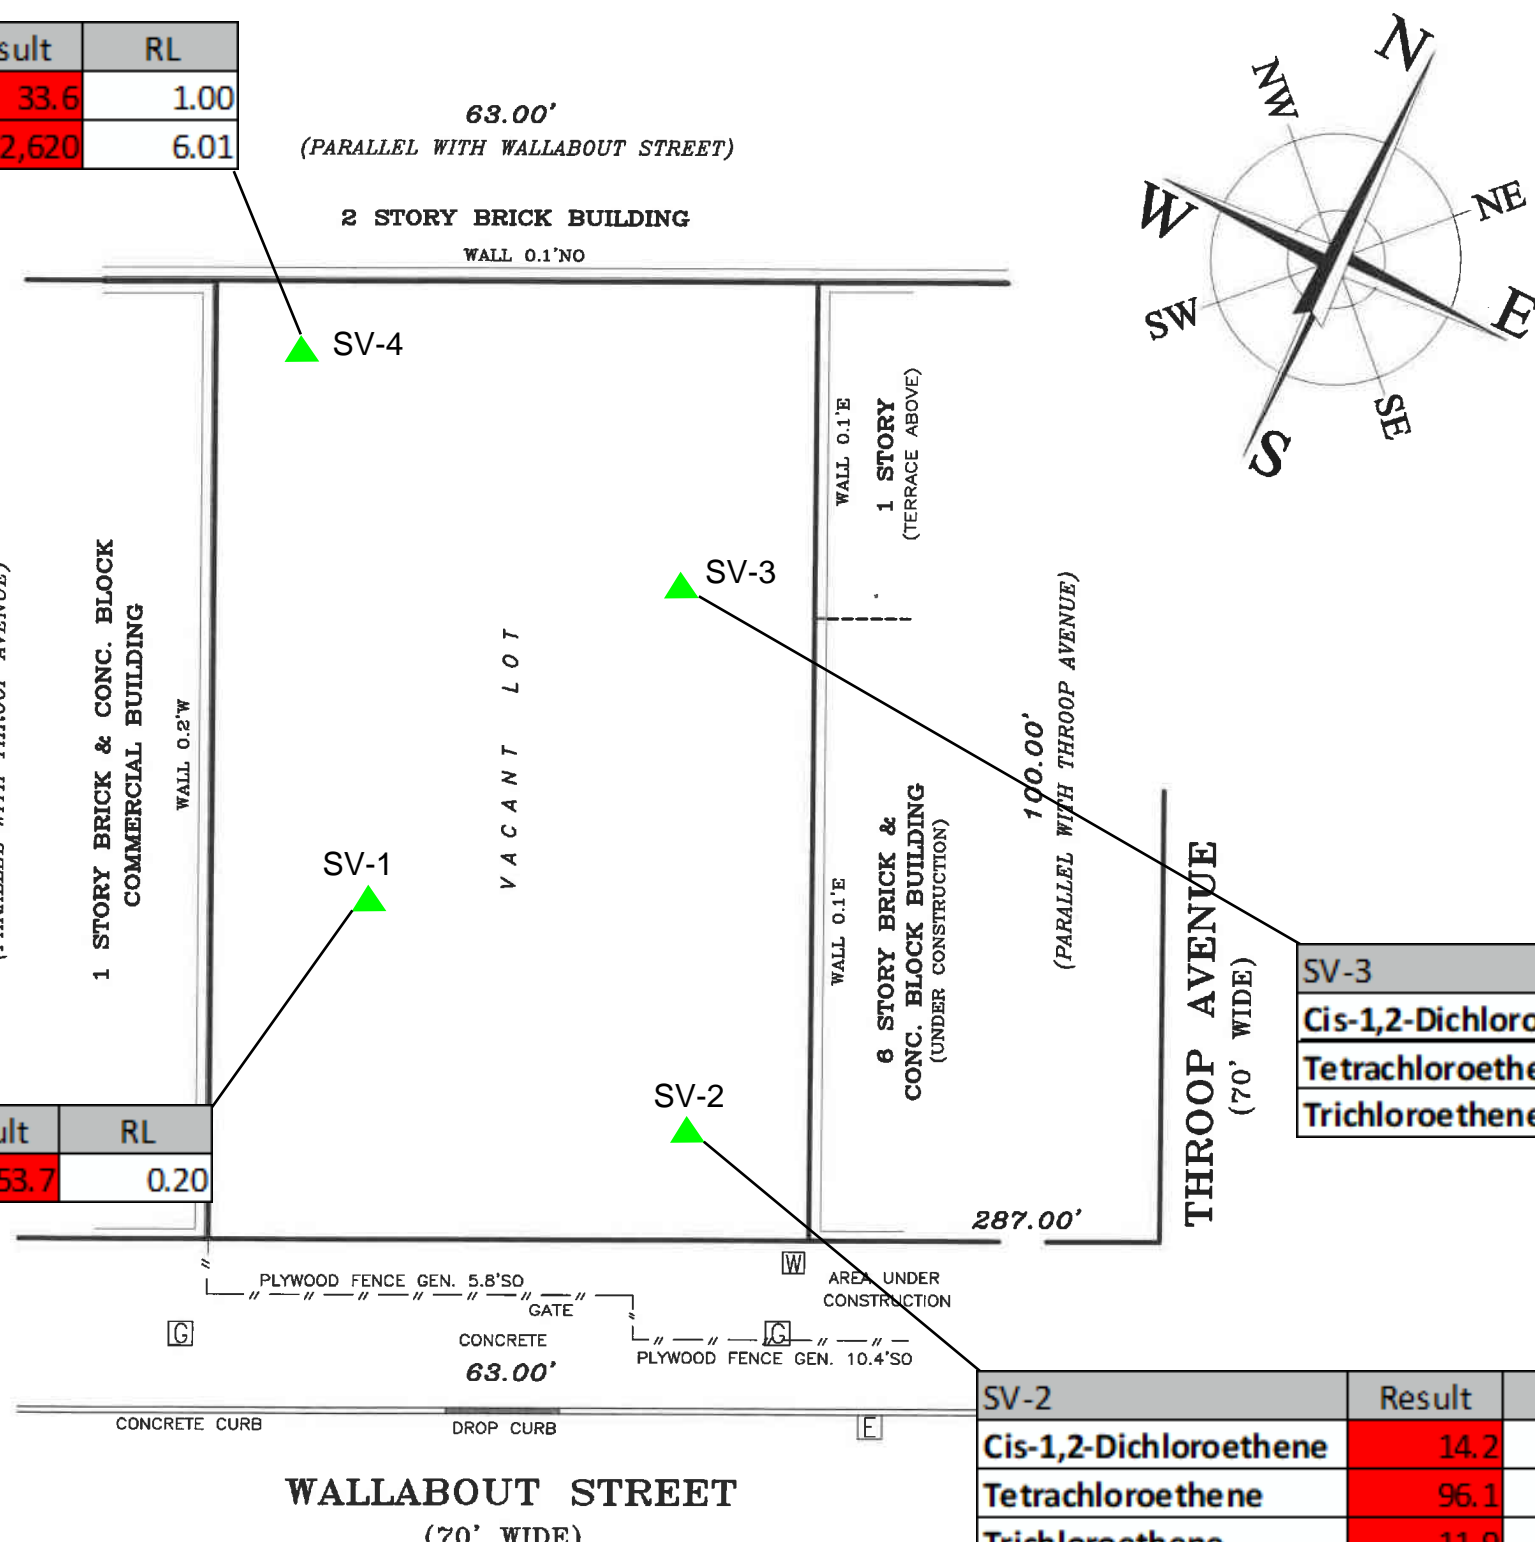 RL
33.6 1.00
2,620 6.01
63.00'
(PARALLEL WITH WALLABOUT STREET)
2 STORY BRICK BUILDING
WALL 0.1'NO
N
NW
NE
W
E
SW
SE
S
SV-4
WALL 0.1'E
1 STORY
(TERRACE ABOVE)
SV-3
1 STORY BRICK & CONC. BLOCK
COMMERCIAL BUILDING
WALL 0.2'W
VACANT LOT
100.00'
(PARALLEL WITH THROOP AVENUE)
SV-1
WALL 0.1'E
6 STORY BRICK &
CONC. BLOCK BUILDING
(UNDER CONSTRUCTION)
THROOP AVENUE
(70' WIDE)
SV-3
Cis-1,2-Dichloro
Tetrachloroethe
Trichloroethene
SV-2
RL
53.7 0.20
287.00'
W
PLYWOOD FENCE GEN. 5.8'SO
GATE
AREA UNDER
CONSTRUCTION
G
CONCRETE
G
PLYWOOD FENCE GEN. 10.4'SO
63.00'
CONCRETE CURB
DROP CURB
E
SV-2 Result
Cis-1,2-Dichloroethene 14.2
Tetrachloroethene 96.1
Trichloroethene
WALLABOUT STREET
(70' WIDE)